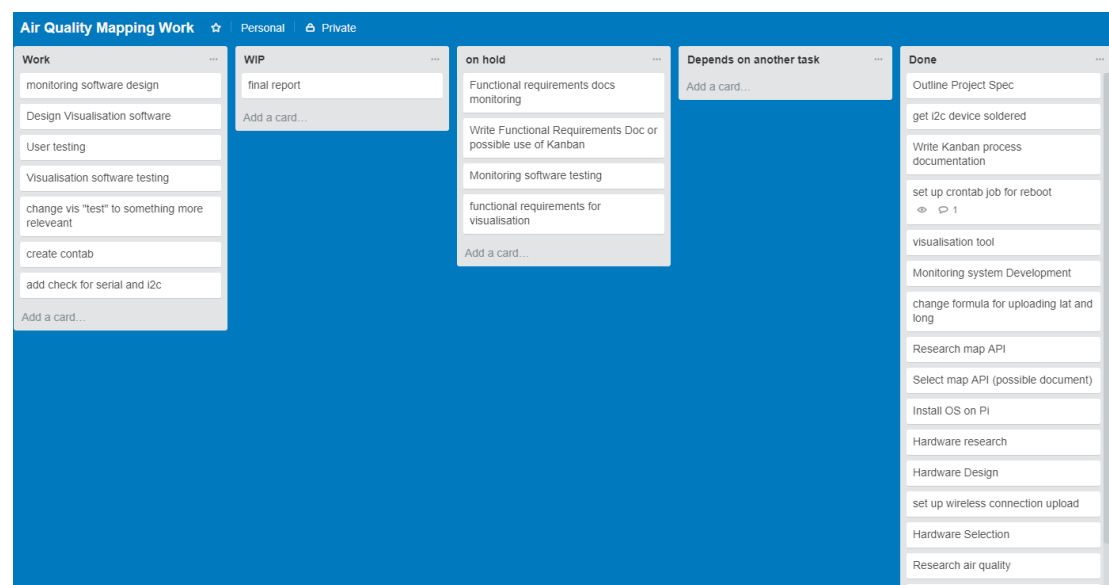 Air Quality Mapping Work Personal Private
Work
monitoring software design
Design Visualisation software
User testing
Visualisation software testing
change vis "test" to something more
releveant
create contab
add check for serial and i2c
Add a card...
WIP
final report
Add a card...
on hold
Functional requirements docs
monitoring
Write Functional Requirements Doc or
possible use of Kanban
Monitoring software testing
functional requirements for
visualisation
Add a card...
Depends on another task
Add a card...
Done
Outline Project Spec
get i2c device soldered
Write Kanban process
documentation
set up crontab job for reboot
1
visualisation tool
Monitoring system Development
change formula for uploading lat and
long
Research map API
Select map API (possible document)
Install OS on Pi
Hardware research
Hardware Design
set up wireless connection upload
Hardware Selection
Research air quality